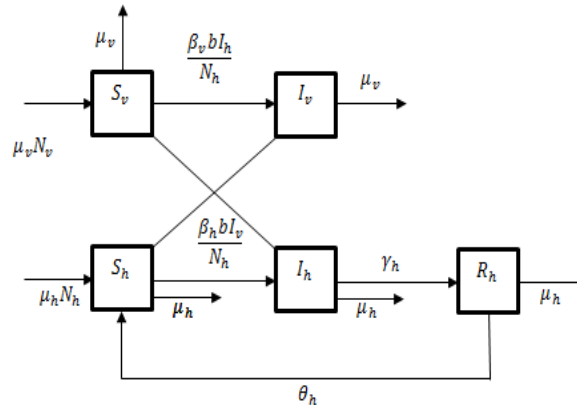 μ_v
β_v b I_h / N_h
S_v
I_v
μ_v
μ_v N_v
β_h b I_v / N_h
S_h
I_h
γ_h
R_h
μ_h N_h
μ_h
μ_h
μ_h
θ_h